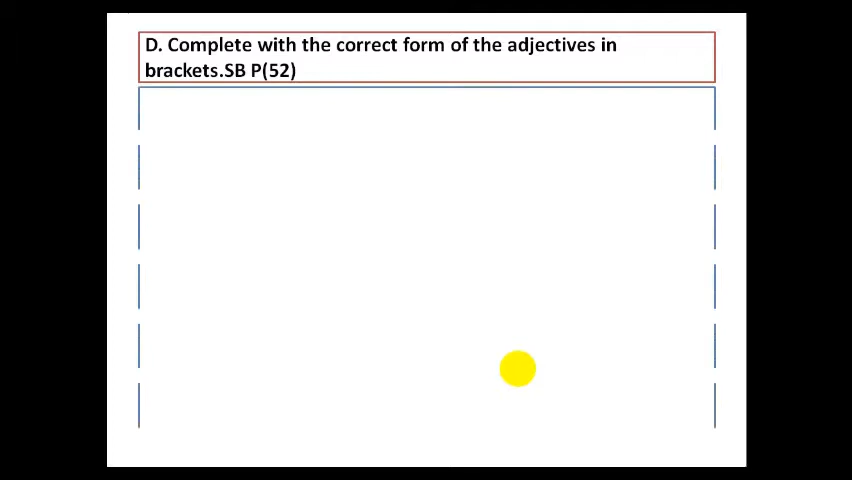 D. Complete with the correct form of the adjectives in
brackets.SB P(52)